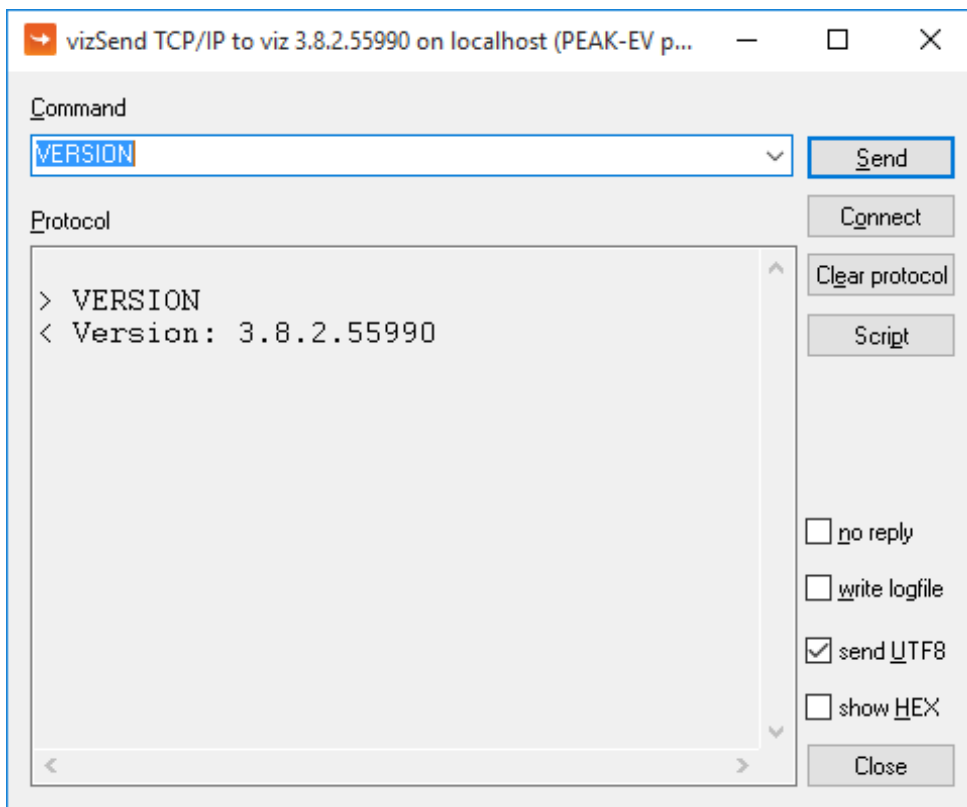 vizSend TCP/IP to viz 3.8.2.55990 on localhost (PEAK-EV p...
Command
VERSION
Send
Protocol
Connect
> VERSION
< Version: 3.8.2.55990
Clear protocol
Script
no reply
write logfile
send UTF8
show HEX
Close